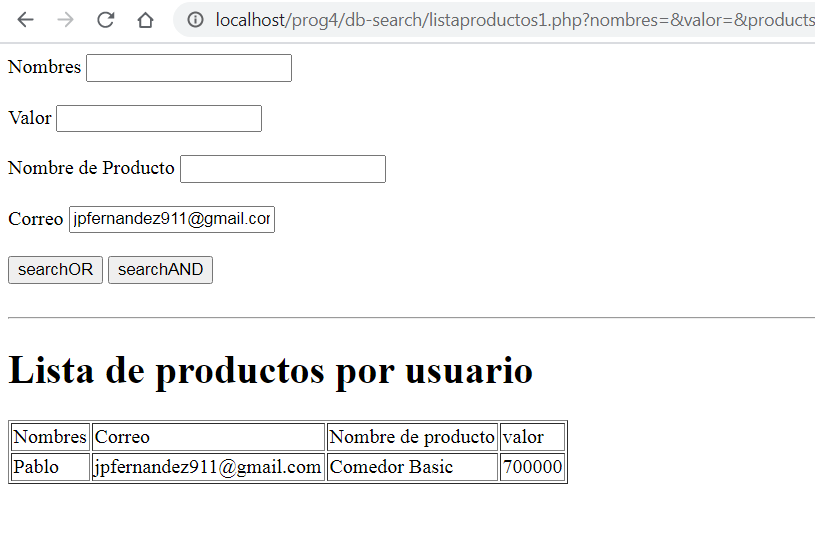 localhost/prog4/db-search/listaproductos1.php?nombres=&valor=&products
Nombres
Valor
Nombre de Producto
Correo jpfernandez911@gmail.cor
searchOR searchAND
Lista de productos por usuario
Nombres Correo Nombre de producto valor
Pablo jpfernandez911@gmail.com Comedor Basic 700000